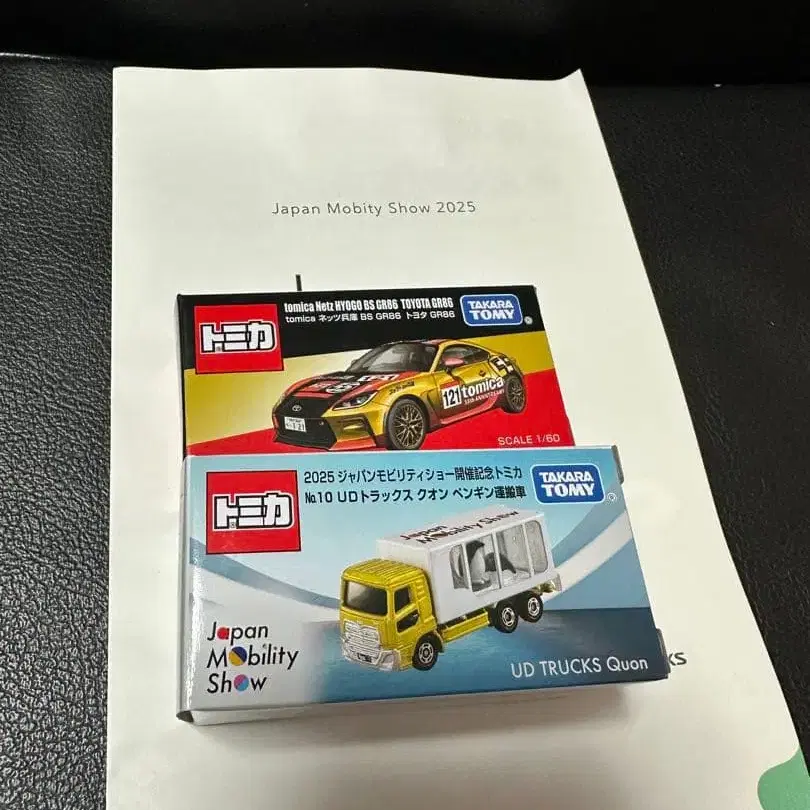 Japan Mobity Show 2025
tomica Netz HYOGO BS GR86 TOYOTA GR86
tomica ネッツ兵庫 BS GR86 トヨタ GR86
トミカ
TAKARA
TOMY
121 tomica
55th ANNIVERSARY
SCALE 1/60
2025 ジャパンモビリティショー開催記念トミカ
No.10 UDトラックス クオン ペンギン運搬車
トミカ
TAKARA
TOMY
Japan
Mobility Show
Japan
Mobility
Show
UD TRUCKS Quon
KS